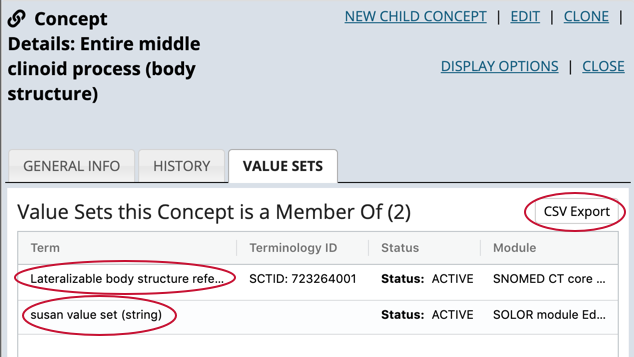 Concept
Details: Entire middle
clinoid process (body
structure)
NEW CHILD CONCEPT | EDIT | CLONE |
DISPLAY OPTIONS | CLOSE
GENERAL INFO HISTORY VALUE SETS
Value Sets this Concept is a Member Of (2) CSV Export
Term Terminology ID Status Module
Lateralizable body structure refe... SCTID: 723264001 Status: ACTIVE SNOMED CT core ...
susan value set (string) Status: ACTIVE SOLOR module Ed...